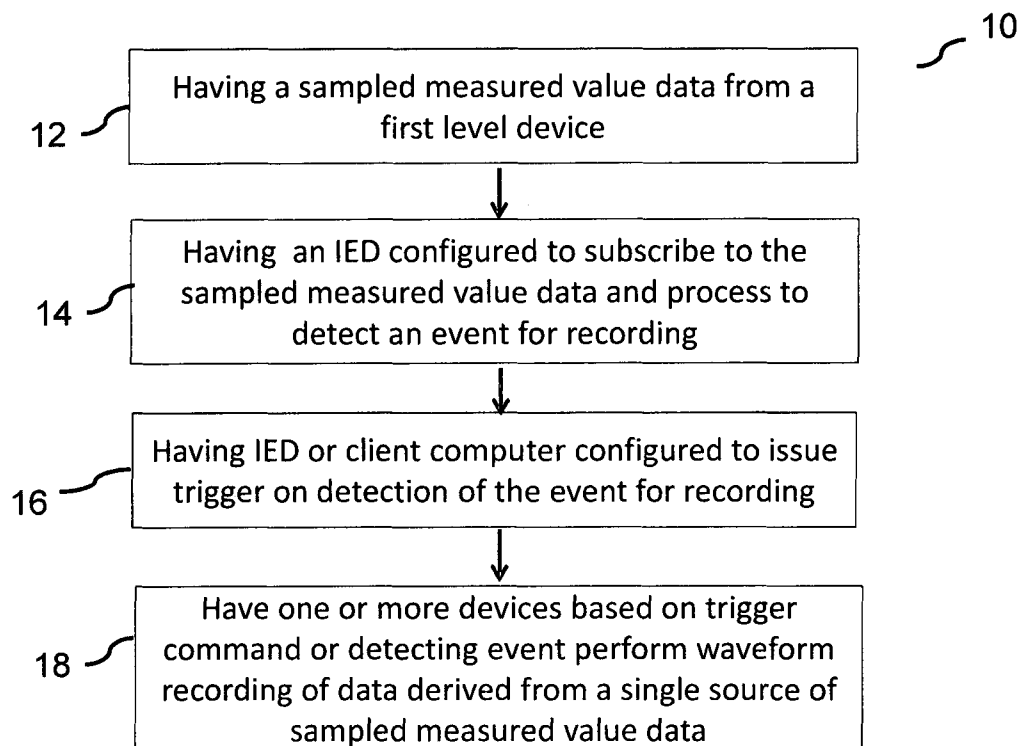 10
12
Having a sampled measured value data from a
first level device
14
Having an IED configured to subscribe to the
sampled measured value data and process to
detect an event for recording
16
Having IED or client computer configured to issue
trigger on detection of the event for recording
18
Have one or more devices based on trigger
command or detecting event perform waveform
recording of data derived from a single source of
sampled measured value data